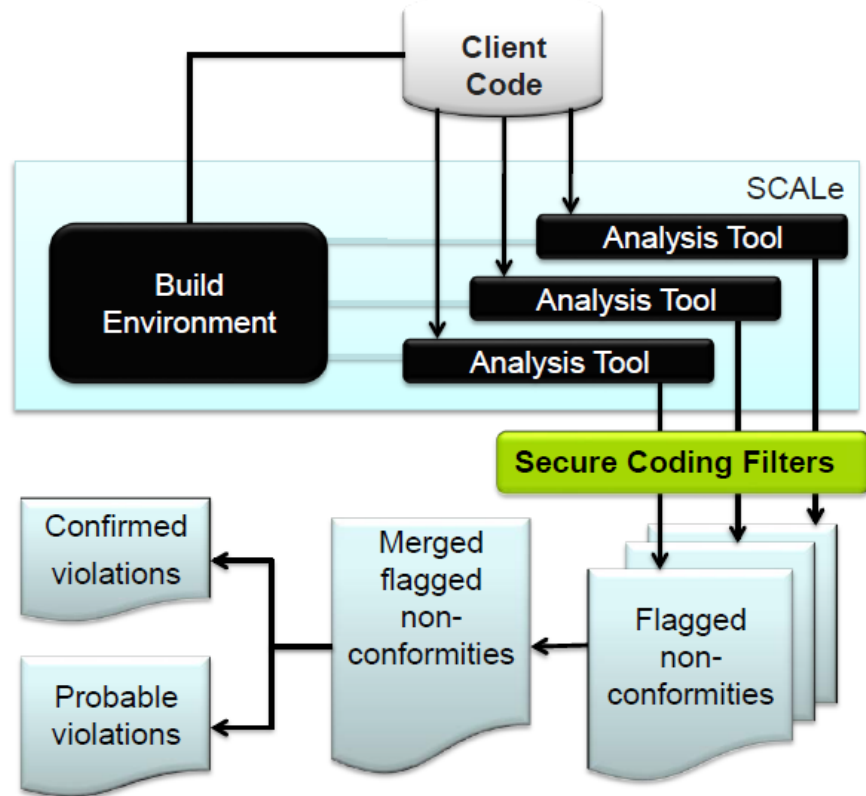 Client
Code
SCALe
Analysis Tool
Build
Environment
Analysis Tool
Analysis Tool
Secure Coding Filters
Confirmed
violations
Merged
flagged
non-
conformities
Flagged
non-
conformities
Probable
violations